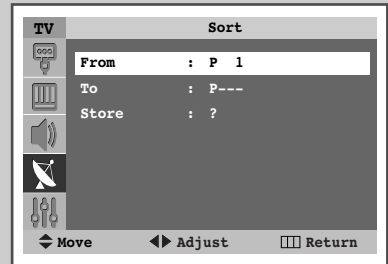 TV Sort
From : P 1
To : P---
Store : ?
Move Adjust Return